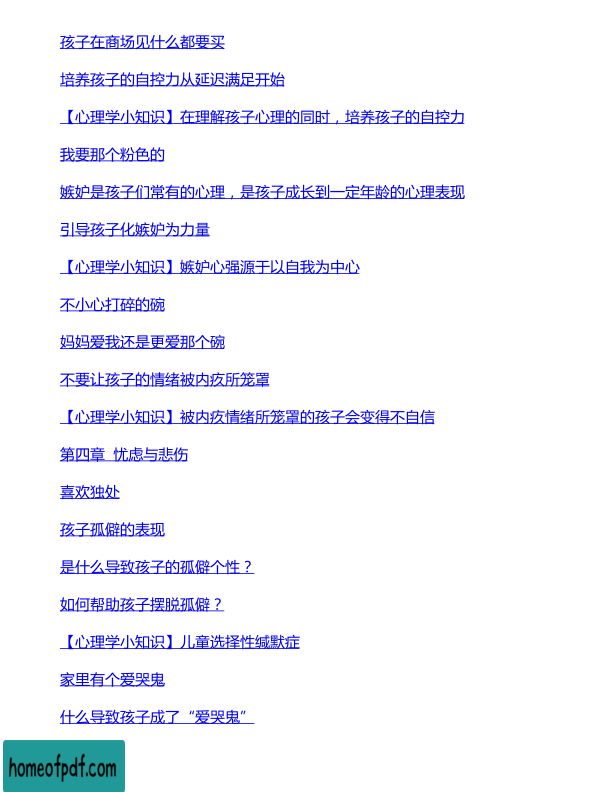 孩子在商场见什么都要买
培养孩子的自控力从延迟满足开始
【心理学小知识】在理解孩子心理的同时，培养孩子的自控力
我要那个粉色的
嫉妒是孩子们常有的心理，是孩子成长到一定年龄的心理表现
引导孩子化嫉妒为力量
【心理学小知识】嫉妒心强源于以自我为中心
不小心打碎的碗
妈妈爱我还是更爱那个碗
不要让孩子的情绪被内疚所笼罩
【心理学小知识】被内疚情绪所笼罩的孩子会变得不自信
第四章 忧虑与悲伤
喜欢独处
孩子孤僻的表现
是什么导致孩子的孤僻个性？
如何帮助孩子摆脱孤僻？
【心理学小知识】儿童选择性缄默症
家里有个爱哭鬼
什么导致孩子成了“爱哭鬼”
homeofpdf.com